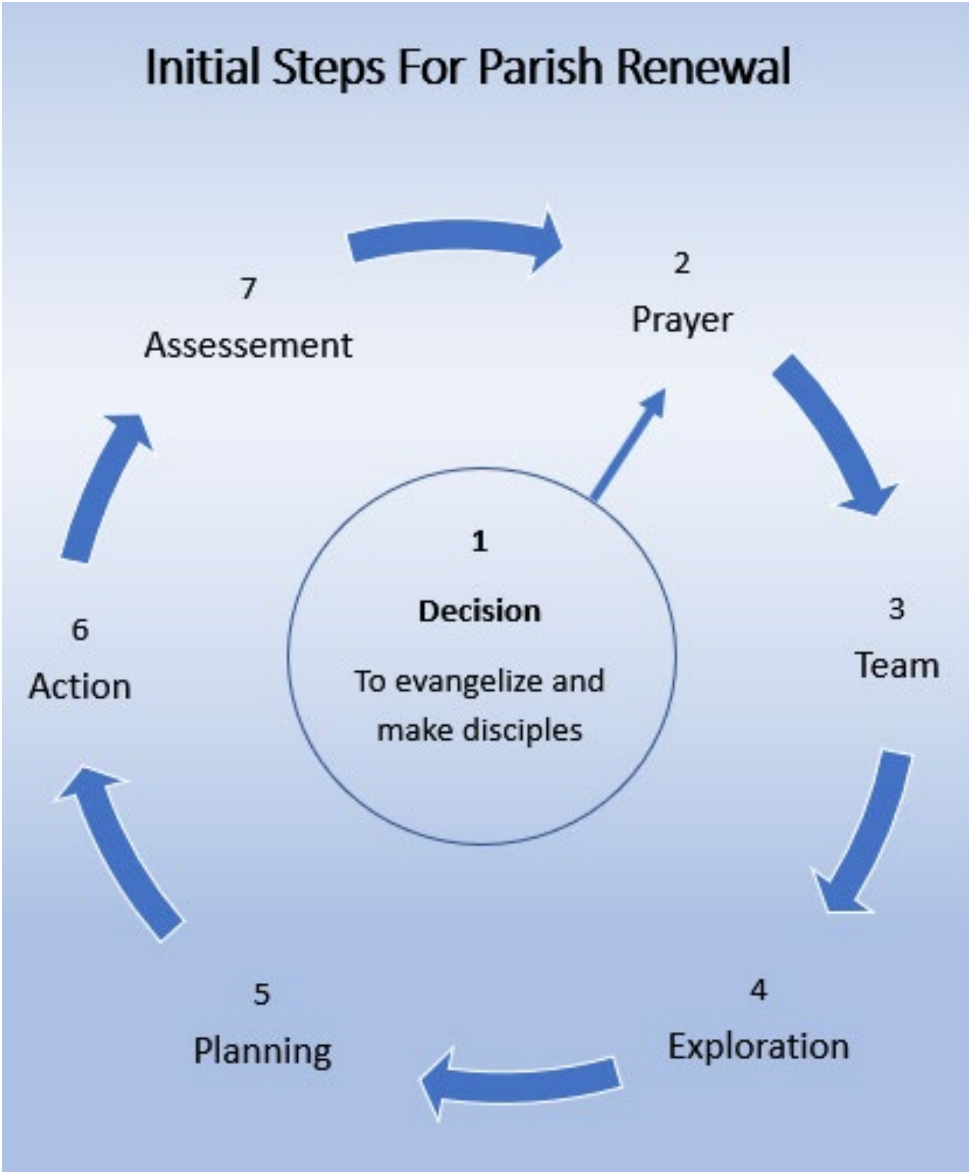 Initial Steps For Parish Renewal
1
Decision
To evangelize and
make disciples
2
Prayer
3
Team
4
Exploration
5
Planning
6
Action
7
Assessement